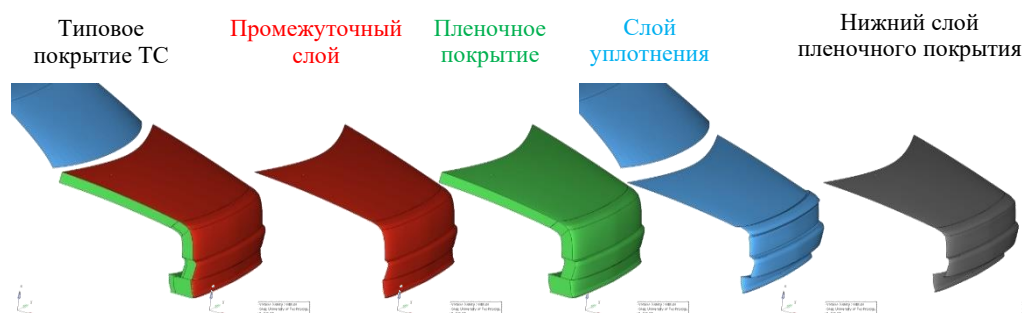 Типовое
покрытие ТС
Промежуточный
слой
Пленочное
покрытие
Слой
уплотнения
Нижний слой
пленочного покрытия